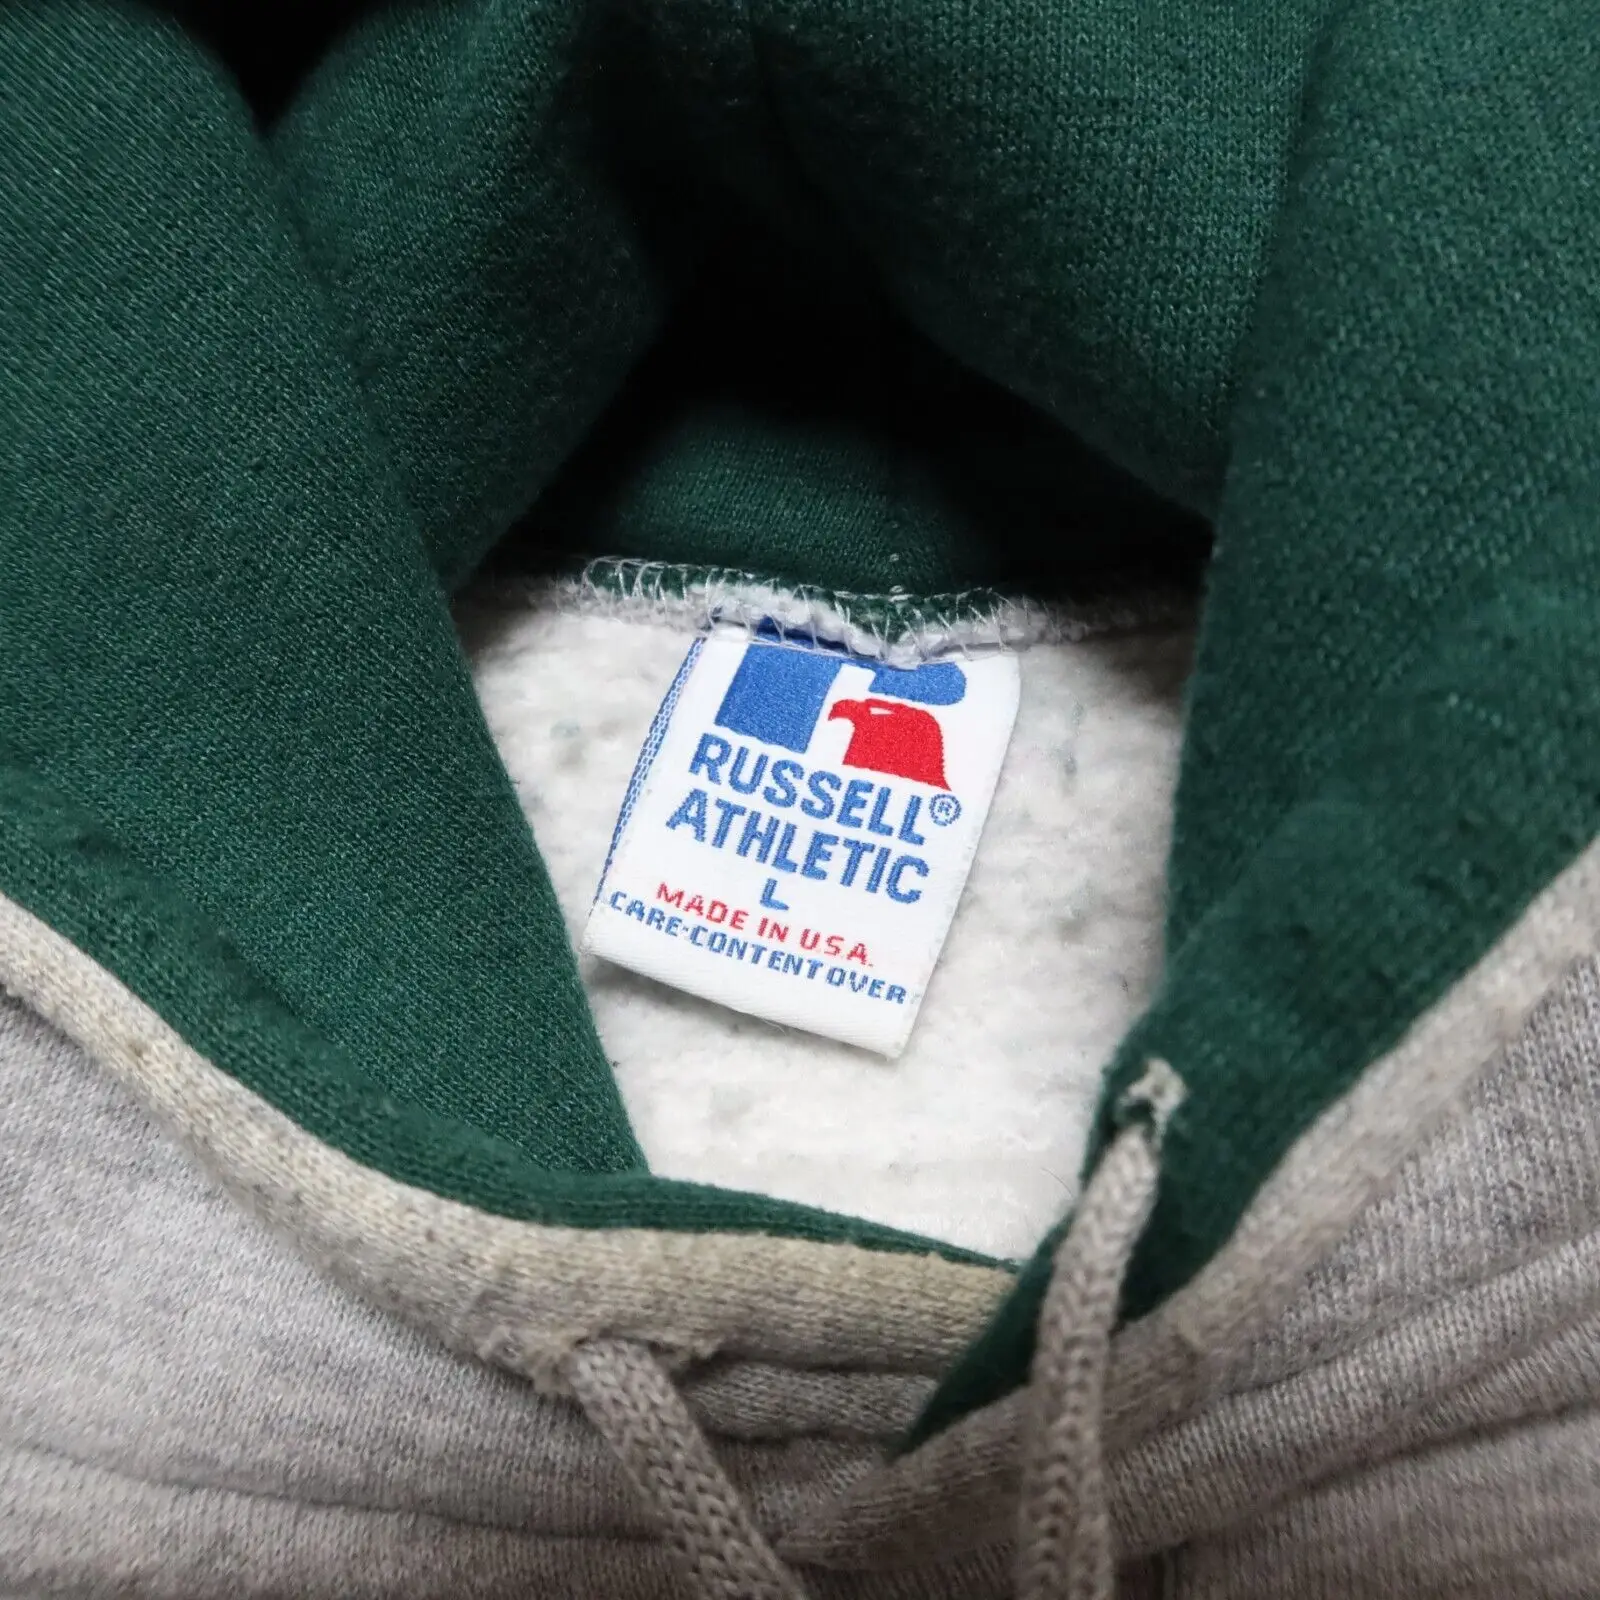 RUSSELL®
ATHLETIC
L
MADE IN U.S.A.
CARE-CONTENT OVER